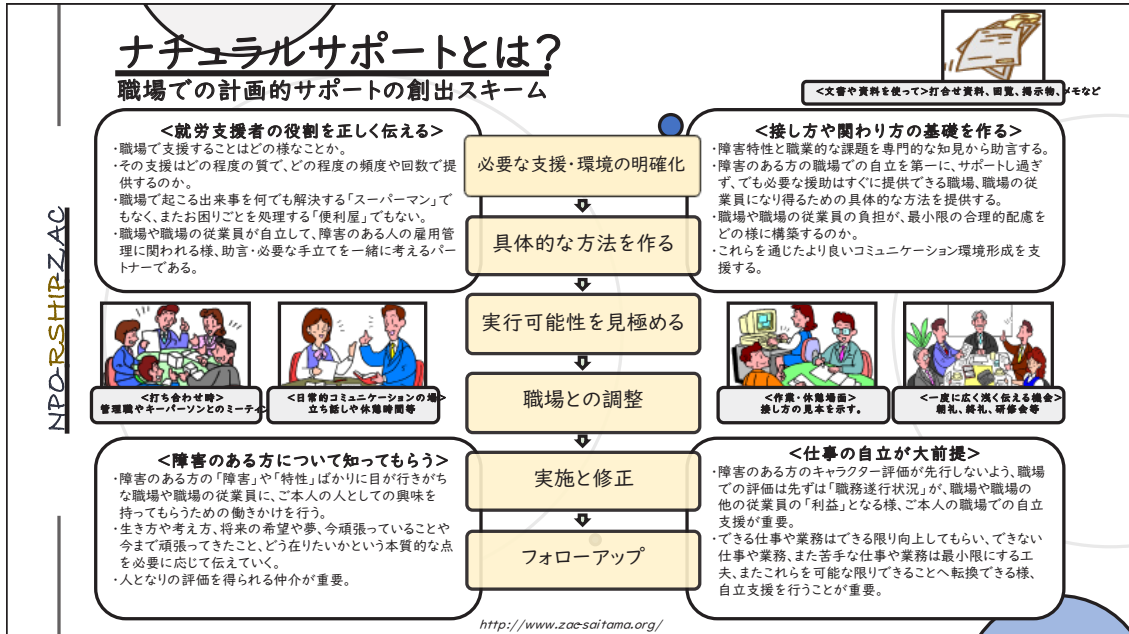 ナチュラルサポートとは？
職場での計画的サポートの創出スキーム
<文書や資料を使って>打合せ資料、回覧、掲示物、メモなど
<就労支援者の役割を正しく伝える>
・職場で支援することはどの様なことか。
・その支援はどの程度の質で、どの程度の頻度や回数で提
供するのか。
・職場で起こる出来事を何でも解決する「スーパーマン」で
もなく、またお困りごとを処理する「便利屋」でもない。
・職場や職場の従業員が自立して、障害のある人の雇用管
理に関われる様、助言・必要な手立てを一緒に考えるパー
トナーである。
必要な支援・環境の明確化
具体的な方法を作る
実行可能性を見極める
職場との調整
実施と修正
フォローアップ
<接し方や関わり方の基礎を作る>
・障害特性と職業的な課題を専門的な知見から助言する。
・障害のある方の職場での自立を第一に、サポートし過ぎ
ず、でも必要な援助はすぐに提供できる職場、職場の従
業員になり得るための具体的な方法を提供する。
・職場や職場の従業員の負担が、最小限の合理的配慮を
どの様に構築するのか。
・これらを通じたより良いコミュニケーション環境形成を支
援する。
NPO RSHIP Z.AC
<打ち合わせ時>
管理職やキーパーソンとのミーティン
<日常的コミュニケーションの場>
立ち話しや休憩時間等
<作業・休憩場面>
接し方の見本を示す。
<一度に広く浅く伝える機会>
朝礼、終礼、研修会等
<障害のある方について知ってもらう>
・障害のある方の「障害」や「特性」ばかりに目が行きがち
な職場や職場の従業員に、ご本人の人としての興味を
持ってもらうための働きかけを行う。
・生き方や考え方、将来の希望や夢、今頑張っていることや
今まで頑張ってきたこと、どう在りたいかという本質的な点
を必要に応じて伝えていく。
・人となりの評価を得られる仲介が重要。
<仕事の自立が大前提>
・障害のある方のキャラクター評価が先行しないよう、職場
での評価は先ずは「職務遂行状況」が、職場や職場の
他の従業員の「利益」となる様、ご本人の職場での自立
支援が重要。
・できる仕事や業務はできる限り向上してもらい、できない
仕事や業務、また苦手な仕事や業務は最小限にする工
夫、またこれらを可能な限りできることへ転換できる様、
自立支援を行うことが重要。
http://www.zae-saitama.org/